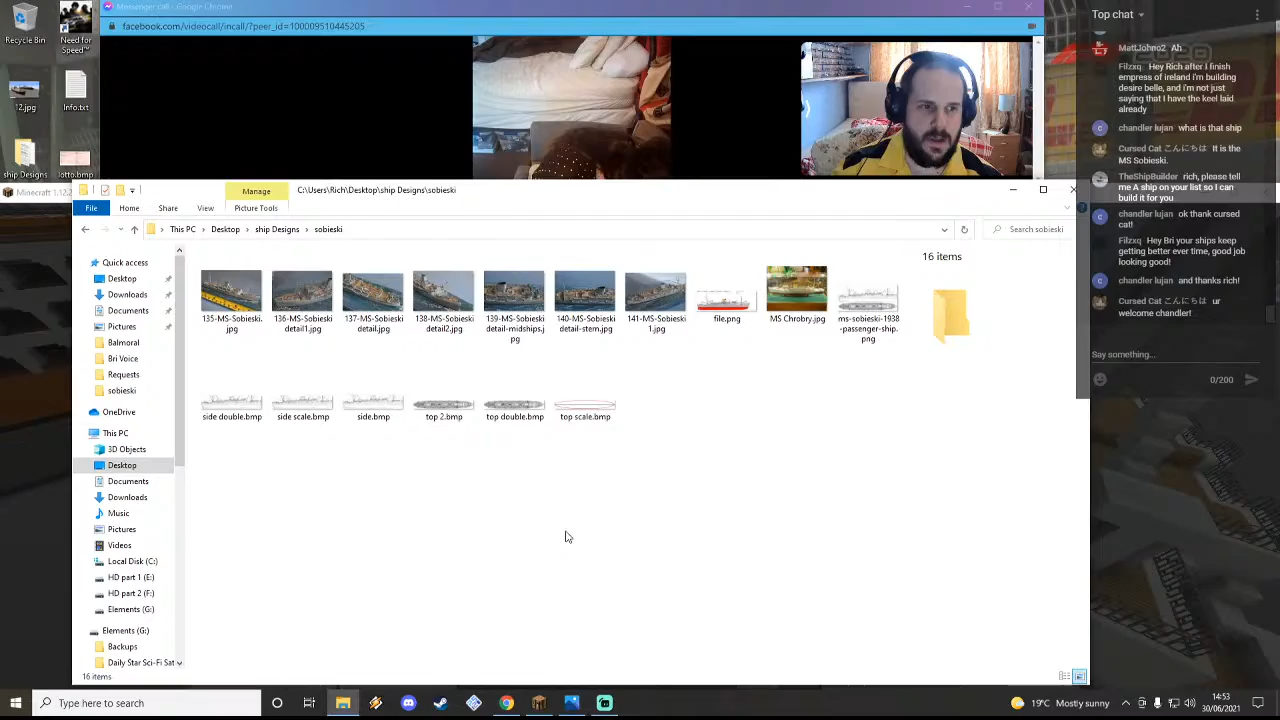 Messenger call - Google Chrome
facebook.com/videocall/incall/?peer_id=100009510445205
Recycle Bin
Need for
Speed™
12.jpg
Info.txt
ship Designs
lotto.bmp
Minecraft 1.12.2
Manage
C:\Users\Rich\Desktop\ship Designs\sobieski
File
Home
Share
View
Picture Tools
This PC
Desktop
ship Designs
sobieski
Search sobieski
16 items
Quick access
Desktop
Downloads
Documents
Pictures
Balmoral
Bri Voice
Requests
sobieski
OneDrive
This PC
3D Objects
Desktop
Documents
Downloads
Music
Pictures
Videos
Local Disk (C:)
HD part 1 (E:)
HD part 2 (F:)
Elements (G:)
Elements (G:)
Backups
Daily Star Sci-Fi Sat
135-MS-Sobieski.
jpg
136-MS-Sobieski
detail1.jpg
137-MS-Sobieski
detail.jpg
138-MS-Sobieski
detail2.jpg
139-MS-Sobieski
detail-midships.j
pg
140-MS-Sobieski
detail-stern.jpg
141-MS-Sobieski
1.jpg
file.png
MS Chrobry.jpg
ms-sobieski-1938
-passenger-ship.
png
side double.bmp
side scale.bmp
side.bmp
top 2.bmp
top double.bmp
top scale.bmp
16 items
Top chat
MattJohno2 Ah
Filzxq Hey Rich after I finish
empress of ireland i'm building
desire belle, and i'm not just
saying that I have the keel laid
already
c chandler lujan what is that ship
Cursed Cat こんにちは It is the
MS Sobieski.
TheShipBuilder rich, please tell
me A ship on your list so I can
build it for you
c chandler lujan ok thank cursed
cat!
Filzxq Hey Bri your ships keep
getting better ever time, good job
looking good!
c chandler lujan and thanks rich!
Cursed Cat こんにちは ur
welcome chandler!
Say something...
0/200
Type here to search
19°C Mostly sunny
14:53
30/06/2021